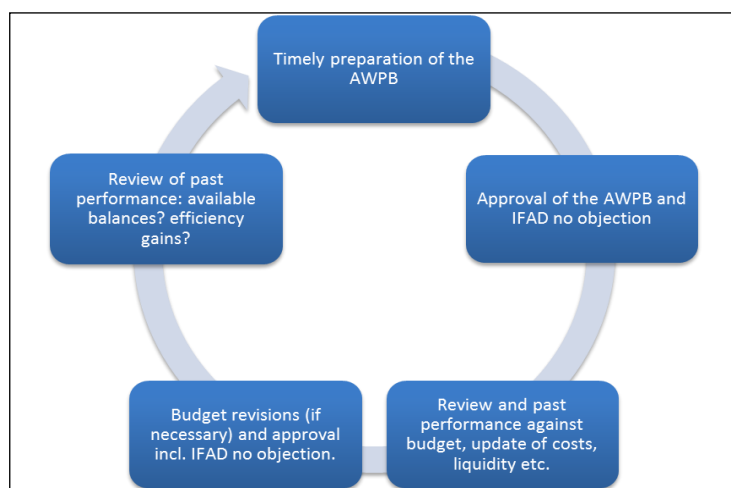 Timely preparation of the
AWPB
Approval of the AWPB and
IFAD no objection
Review and past
performance against
budget, update of costs,
liquidity etc.
Budget revisions (if
necessary) and approval
incl. IFAD no objection.
Review of past
performance: available
balances? efficiency
gains?